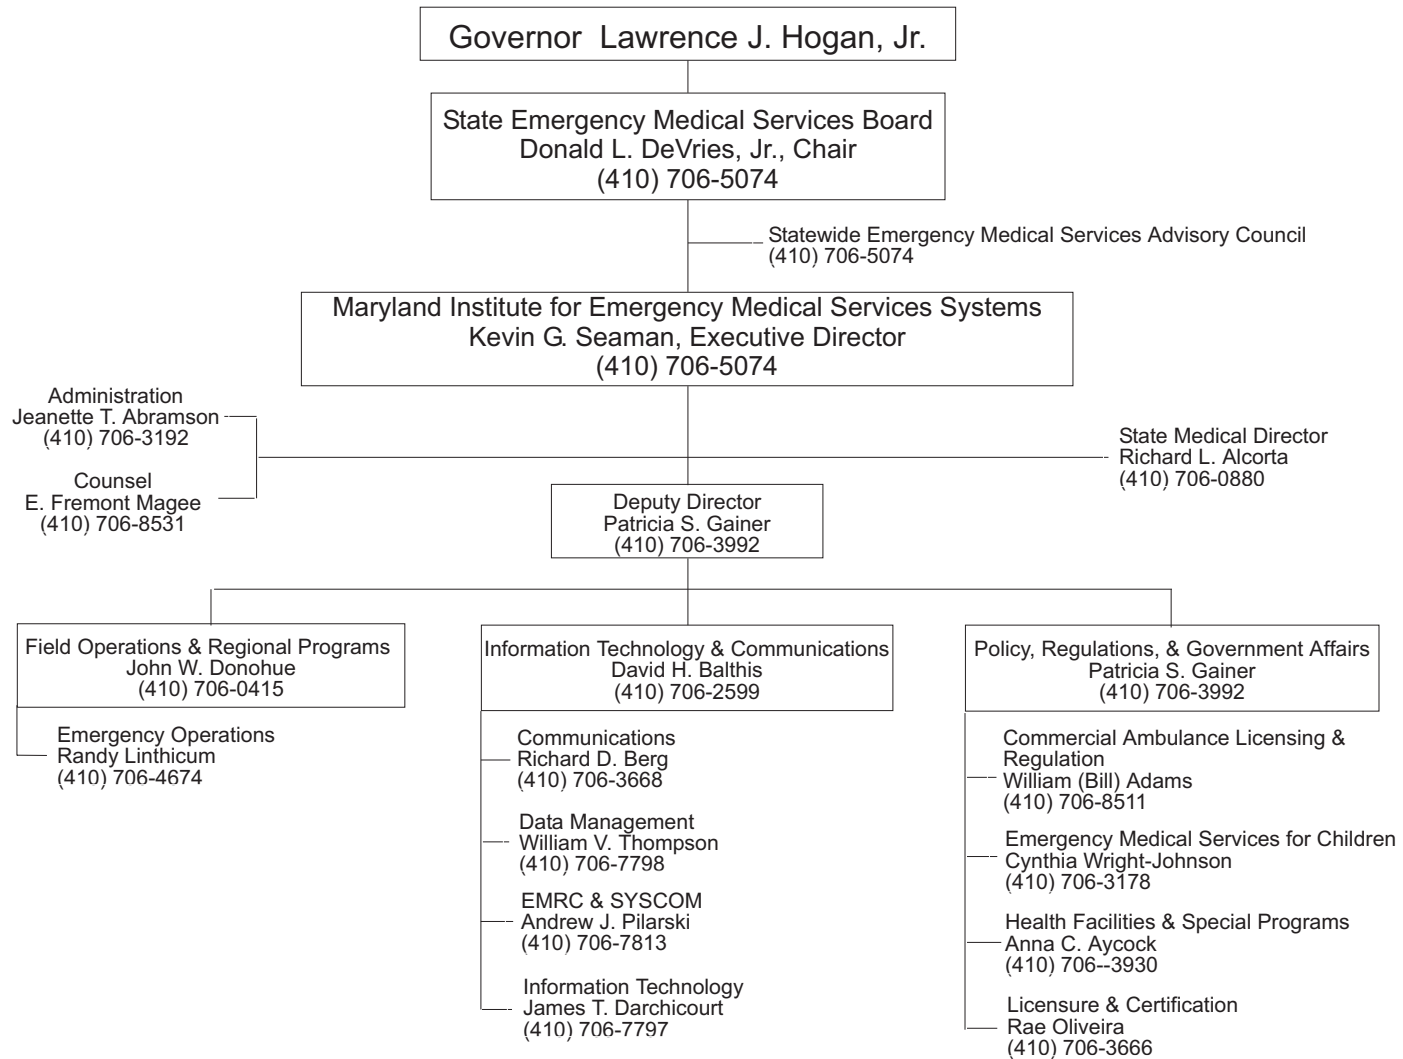 Governor Lawrence J. Hogan, Jr.
State Emergency Medical Services Board
Donald L. DeVries, Jr., Chair
(410) 706-5074
Statewide Emergency Medical Services Advisory Council
(410) 706-5074
Maryland Institute for Emergency Medical Services Systems
Kevin G. Seaman, Executive Director
(410) 706-5074
Administration
Jeanette T. Abramson
(410) 706-3192
Counsel
E. Fremont Magee
(410) 706-8531
State Medical Director
Richard L. Alcorta
(410) 706-0880
Deputy Director
Patricia S. Gainer
(410) 706-3992
Field Operations & Regional Programs
John W. Donohue
(410) 706-0415
Emergency Operations
Randy Linthicum
(410) 706-4674
Information Technology & Communications
David H. Balthis
(410) 706-2599
Communications
Richard D. Berg
(410) 706-3668
Data Management
William V. Thompson
(410) 706-7798
EMRC & SYSCOM
Andrew J. Pilarski
(410) 706-7813
Information Technology
James T. Darchicourt
(410) 706-7797
Policy, Regulations, & Government Affairs
Patricia S. Gainer
(410) 706-3992
Commercial Ambulance Licensing &
Regulation
William (Bill) Adams
(410) 706-8511
Emergency Medical Services for Children
Cynthia Wright-Johnson
(410) 706-3178
Health Facilities & Special Programs
Anna C. Aycock
(410) 706--3930
Licensure & Certification
Rae Oliveira
(410) 706-3666